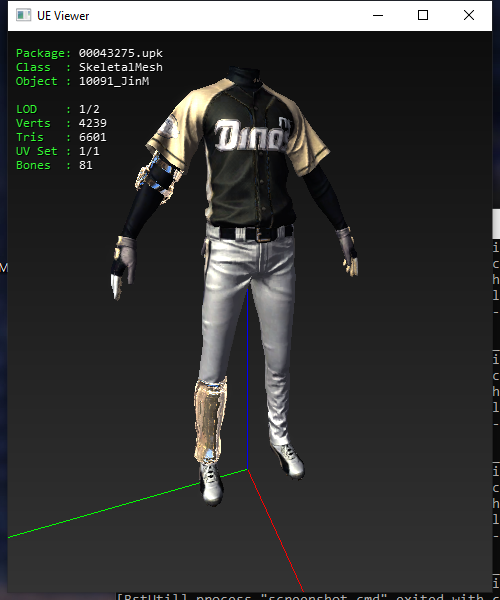 UE Viewer
Package: 00043275.upk
Class : SkeletalMesh
Object : 10091_JinM
LOD : 1/2
Verts : 4239
Tris : 6601
UV Set : 1/1
Bones : 81
Dinos
M
i
c
h
l
-
i
c
h
l
-
i
c
h
l
-
i
[BstUtil] process "screenshot.cmd" exited with c